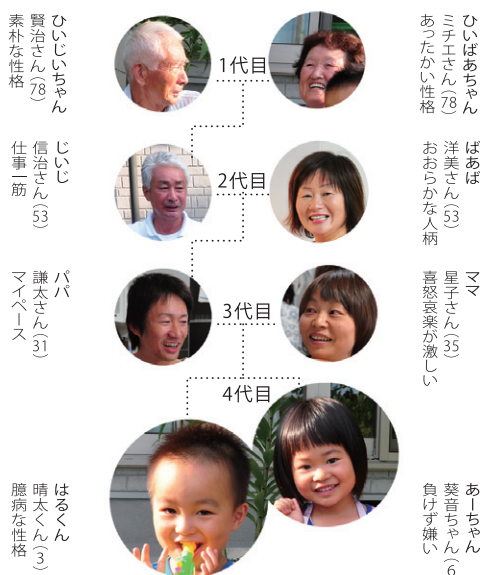 ひいばあちゃん
ミチエさん（78）
あったかい性格
1代目
ひいじいちゃん
賢治さん（78）
素朴な性格
ばあば
洋美さん（53）
おおらかな人柄
2代目
じいじ
信治さん（53）
仕事一筋
ママ
星子さん（35）
喜怒哀楽が激しい
3代目
パパ
謙太さん（31）
マイペース
4代目
あーちゃん
葵音ちゃん（6
負けず嫌い
はるくん
晴太くん（3）
臆病な性格